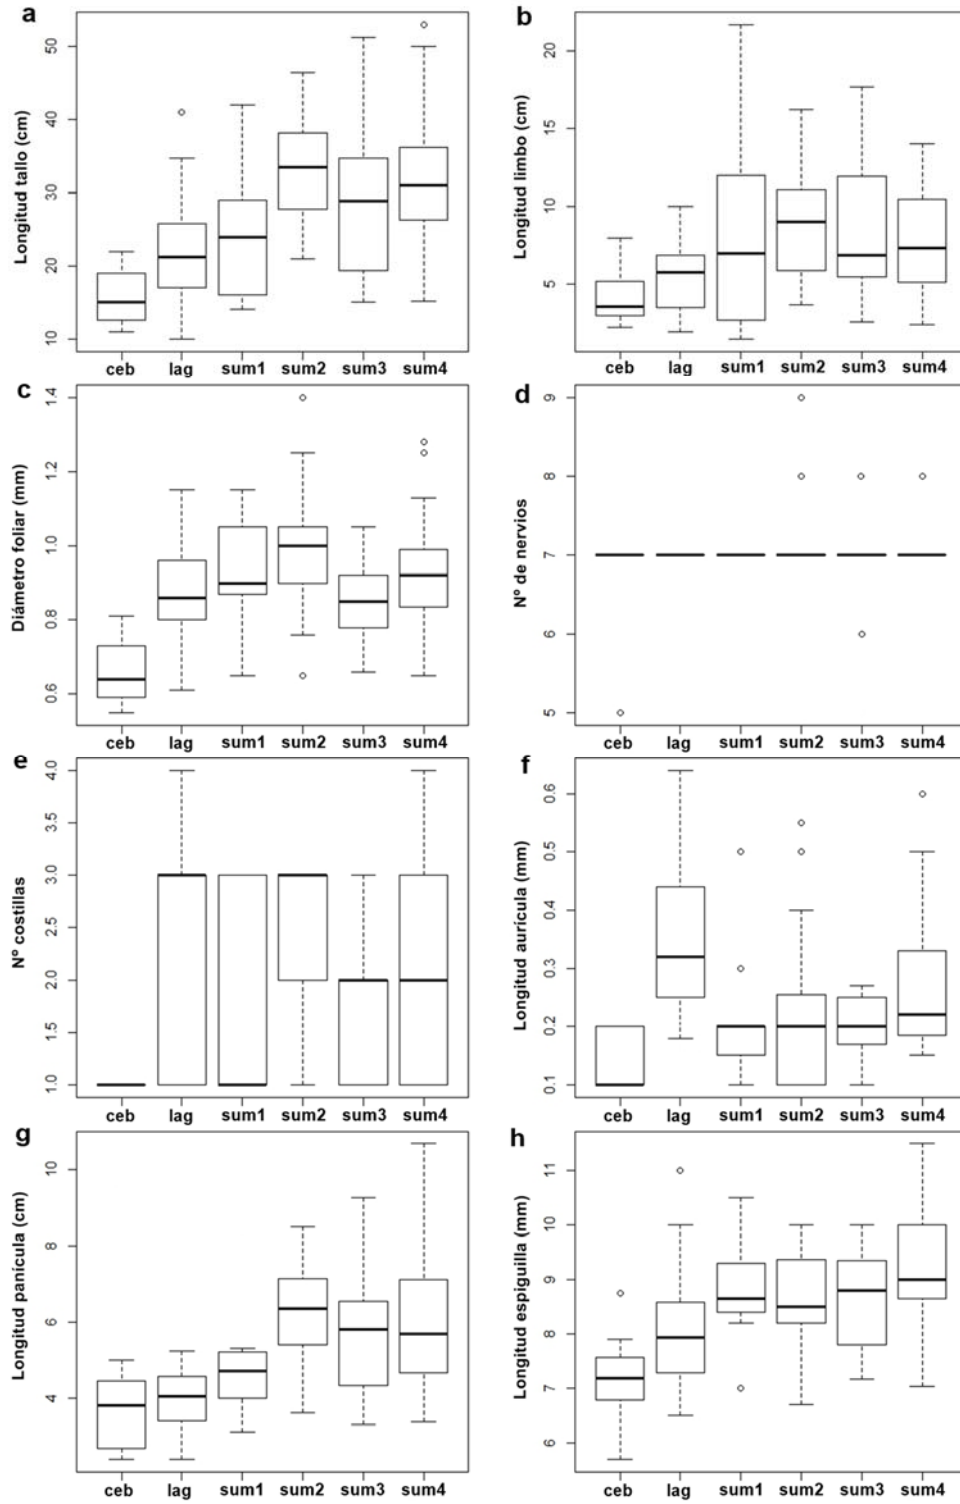 a
Longitud tallo (cm)
50
40
30
20
10
ceb lag sum1 sum2 sum3 sum4
b
Longitud limbo (cm)
20
15
10
5
ceb lag sum1 sum2 sum3 sum4
c
Diámetro foliar (mm)
1.4
1.2
1.0
0.8
0.6
ceb lag sum1 sum2 sum3 sum4
d
Nº de nervios
9
8
7
6
5
ceb lag sum1 sum2 sum3 sum4
e
Nº costillas
4.0
3.5
3.0
2.5
2.0
1.5
1.0
ceb lag sum1 sum2 sum3 sum4
f
Longitud aurícula (mm)
0.6
0.5
0.4
0.3
0.2
0.1
ceb lag sum1 sum2 sum3 sum4
g
Longitud panicula (cm)
10
8
6
4
ceb lag sum1 sum2 sum3 sum4
h
Longitud espiguilla (mm)
11
10
9
8
7
6
ceb lag sum1 sum2 sum3 sum4